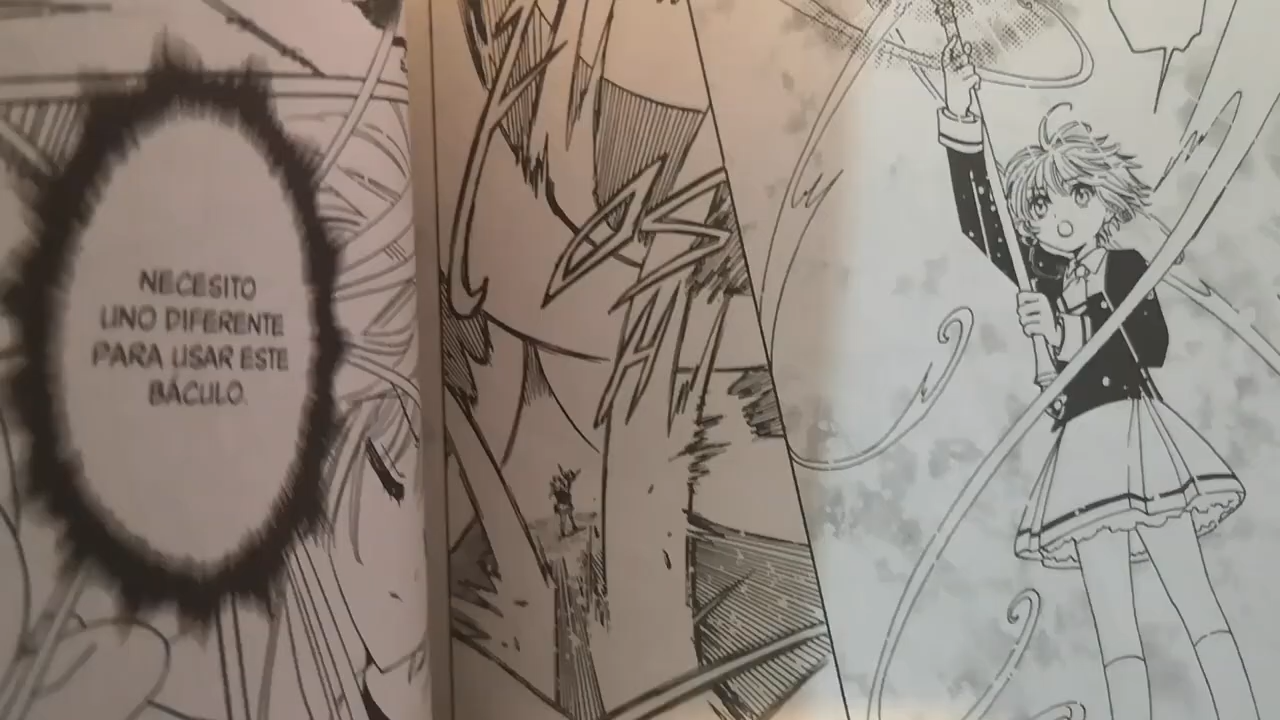 NECESITO
UNO DIFERENTE
PARA USAR ESTE
BÁCULO.